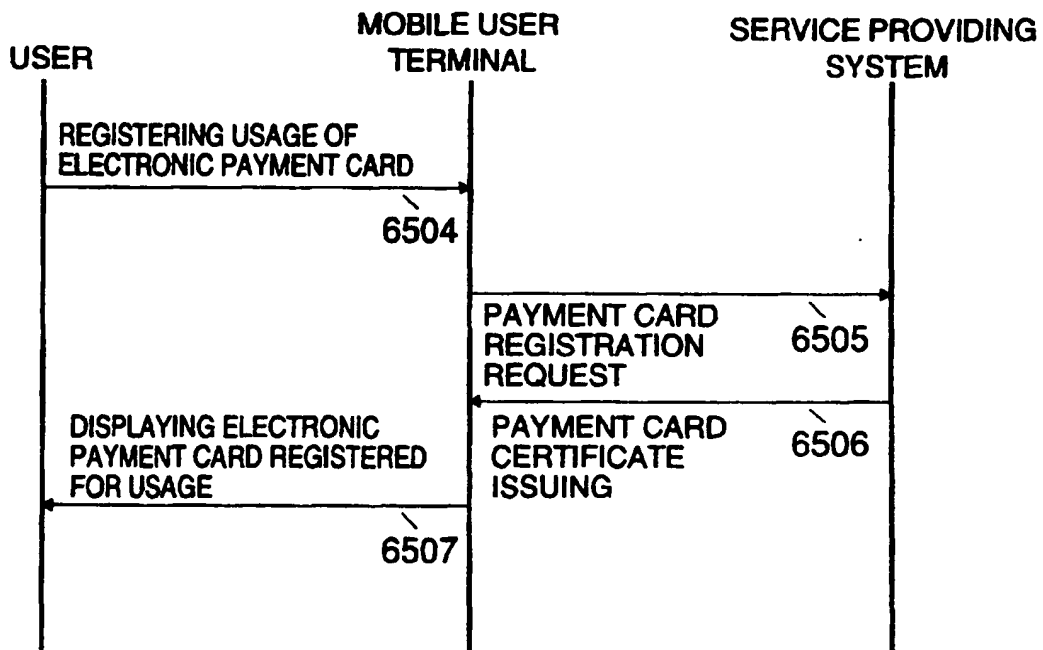 USER
MOBILE USER
TERMINAL
SERVICE PROVIDING
SYSTEM
REGISTERING USAGE OF
ELECTRONIC PAYMENT CARD
6504
PAYMENT CARD
REGISTRATION
REQUEST
6505
DISPLAYING ELECTRONIC
PAYMENT CARD REGISTERED
FOR USAGE
PAYMENT CARD
CERTIFICATE
ISSUING
6506
6507